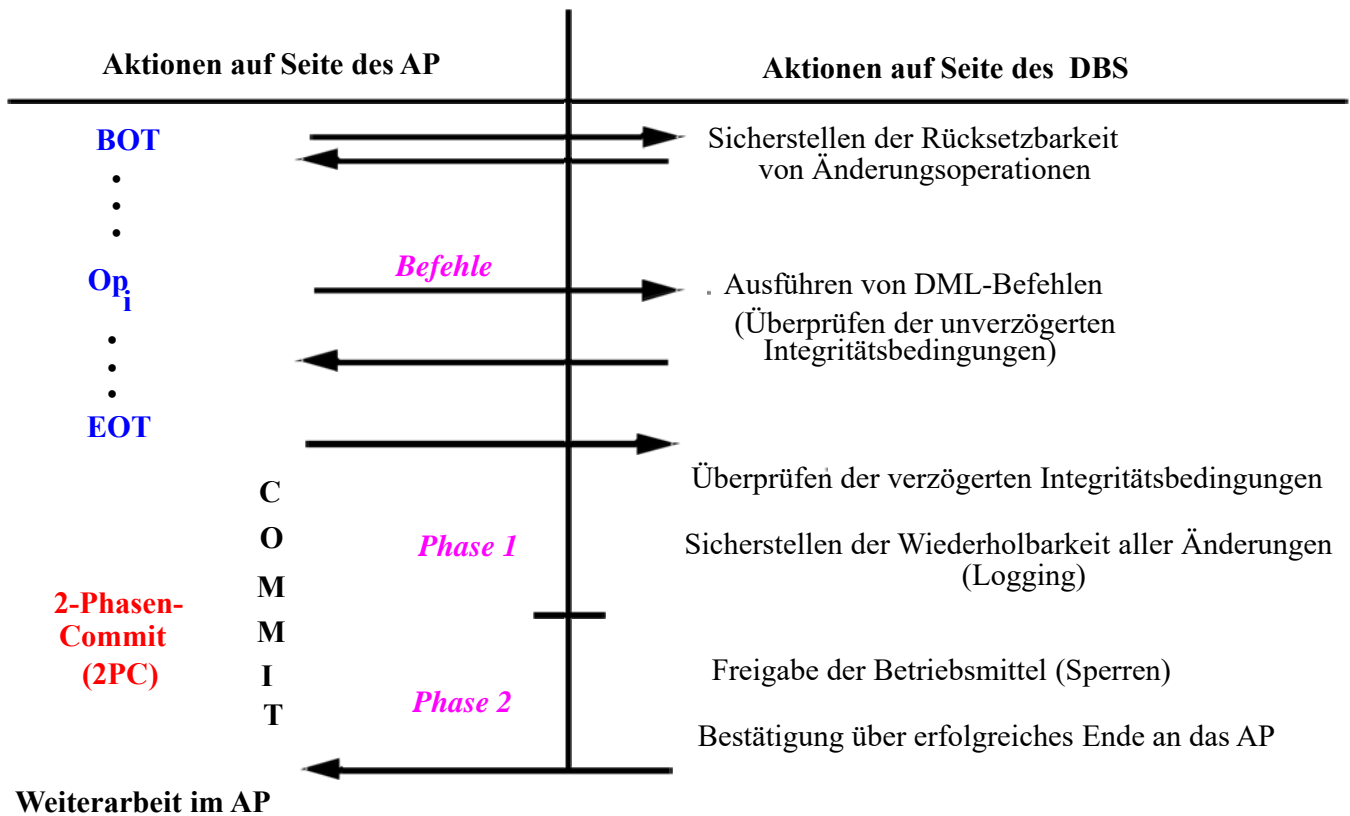 Aktionen auf Seite des AP
Aktionen auf Seite des DBS
BOT
Sicherstellen der Rücksetzbarkeit
von Änderungsoperationen
Befehle
Op
i
Ausführen von DML-Befehlen
(Überprüfen der unverzögerten
Integritätsbedingungen)
EOT
Überprüfen der verzögerten Integritätsbedingungen
C
O
M
M
I
T
Phase 1
Sicherstellen der Wiederholbarkeit aller Änderungen
(Logging)
2-Phasen-
Commit
(2PC)
Freigabe der Betriebsmittel (Sperren)
Phase 2
Bestätigung über erfolgreiches Ende an das AP
Weiterarbeit im AP